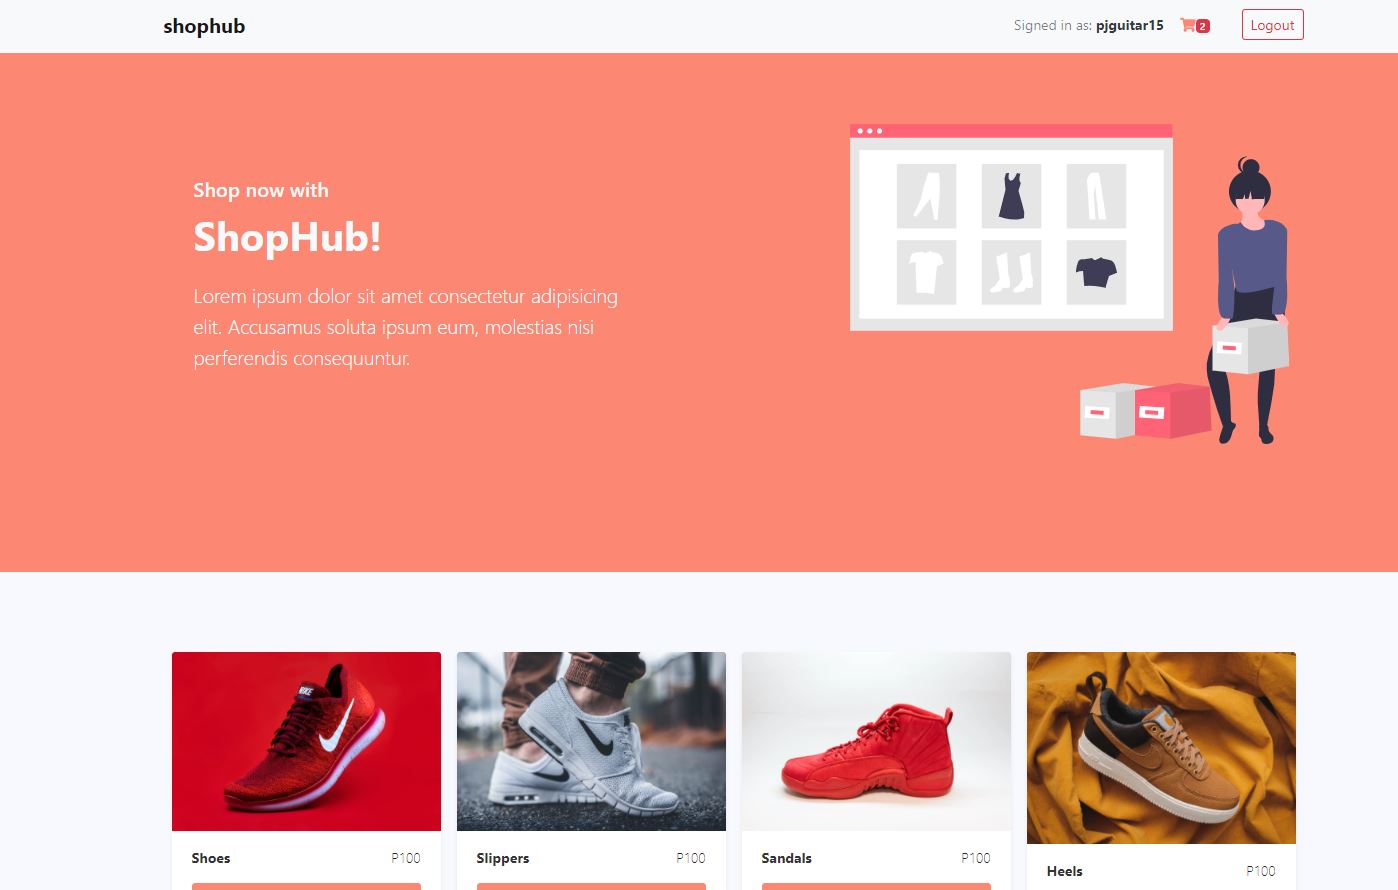 shophub
Signed in as: pjguitar15
2
Logout
Shop now with
ShopHub!
Lorem ipsum dolor sit amet consectetur adipisicing
elit. Accusamus soluta ipsum eum, molestias nisi
perferendis consequuntur.
NIKE
Shoes P100
Slippers P100
Sandals P100
Heels P100